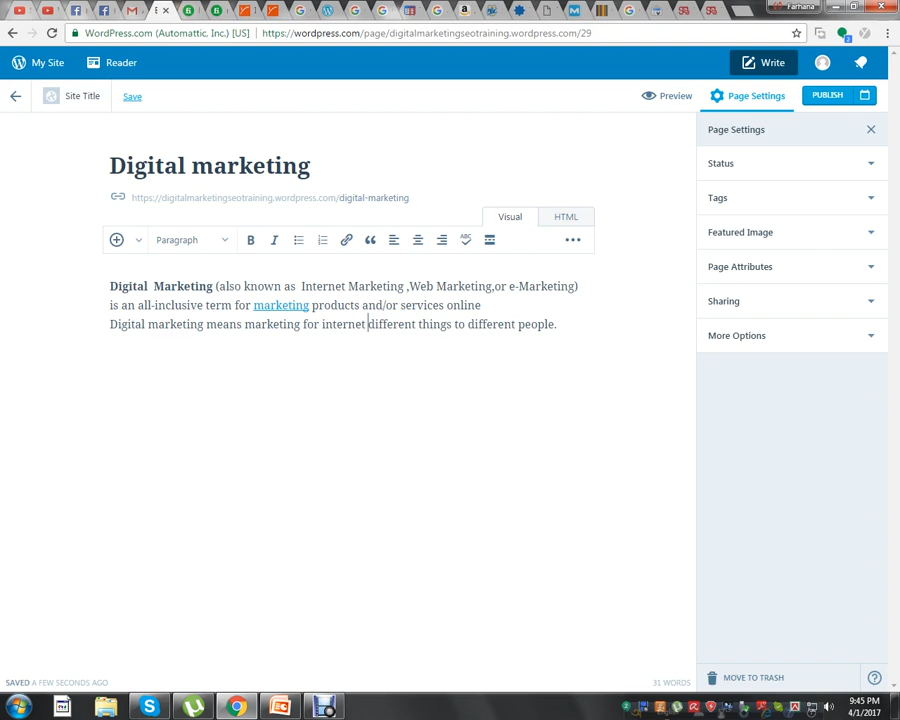 Farhana
WordPress.com (Automattic, Inc.) [US] https://wordpress.com/page/digitalmarketingseotraining.wordpress.com/29
My Site Reader Write
Site Title Save Preview Page Settings PUBLISH
Page Settings
Status
Tags
Featured Image
Page Attributes
Sharing
More Options
Digital marketing
https://digitalmarketingseotraining.wordpress.com/digital-marketing
Visual HTML
Paragraph B I ABC
Digital Marketing (also known as Internet Marketing ,Web Marketing,or e-Marketing)
is an all-inclusive term for marketing products and/or services online
Digital marketing means marketing for internet different things to different people.
SAVED A FEW SECONDS AGO 31 WORDS
MOVE TO TRASH
9:45 PM
4/1/2017